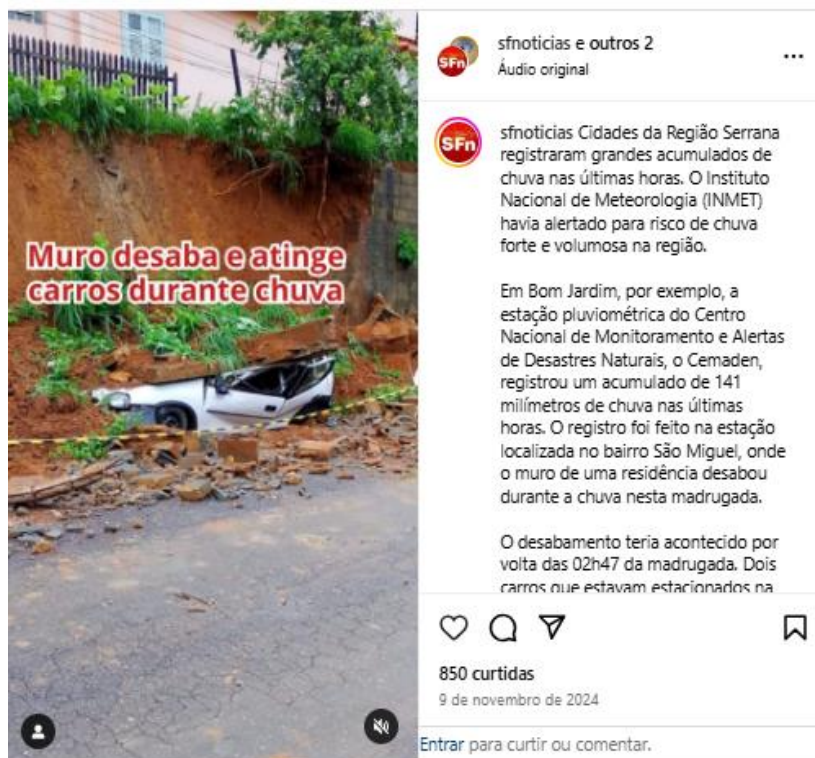 Muro desaba e atinge
carros durante chuva
SFn
sfnoticias e outros 2
Áudio original
SFn
sfnoticias Cidades da Região Serrana
registraram grandes acumulados de
chuva nas últimas horas. O Instituto
Nacional de Meteorologia (INMET)
havia alertado para risco de chuva
forte e volumosa na região.
Em Bom Jardim, por exemplo, a
estação pluviométrica do Centro
Nacional de Monitoramento e Alertas
de Desastres Naturais, o Cemaden,
registrou um acumulado de 141
milímetros de chuva nas últimas
horas. O registro foi feito na estação
localizada no bairro São Miguel, onde
o muro de uma residência desabou
durante a chuva nesta madrugada.
O desabamento teria acontecido por
volta das 02h47 da madrugada. Dois
carros que estavam estacionados na
850 curtidas
9 de novembro de 2024
Entrar para curtir ou comentar.